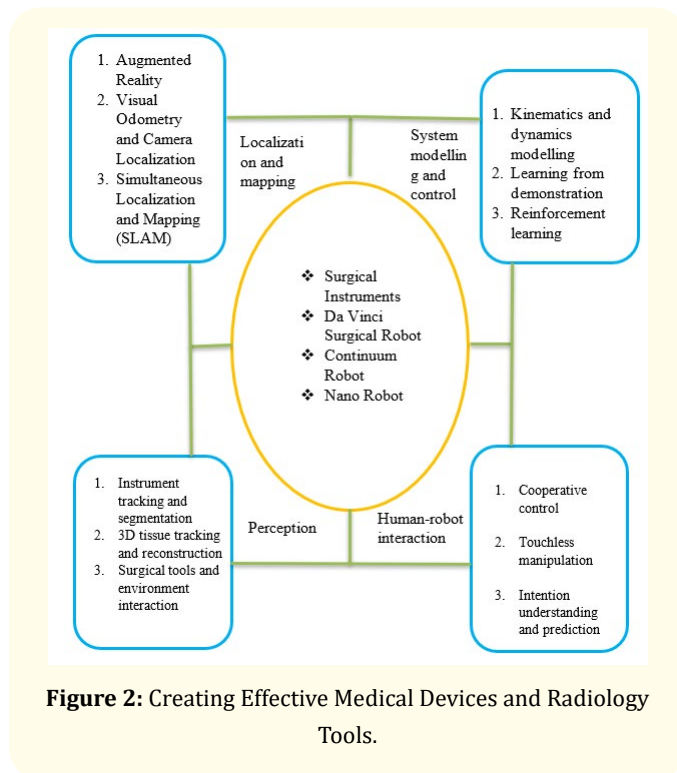 1. Augmented
Reality
2. Visual
Odometry
and Camera
Localization
3. Simultaneous
Localization
and Mapping
(SLAM)
Localizati
on and
mapping
System
modellin
g and
control
1. Kinematics and
dynamics
modelling
2. Learning from
demonstration
3. Reinforcement
learning
❖ Surgical
Instruments
❖ Da Vinci
Surgical Robot
❖ Continuum
Robot
❖ Nano Robot
1. Instrument
tracking and
segmentation
2. 3D tissue tracking
and reconstruction
3. Surgical tools and
environment
interaction
Perception
Human-robot
interaction
1. Cooperative
control
2. Touchless
manipulation
3. Intention
understanding
and prediction
Figure 2: Creating Effective Medical Devices and Radiology
Tools.